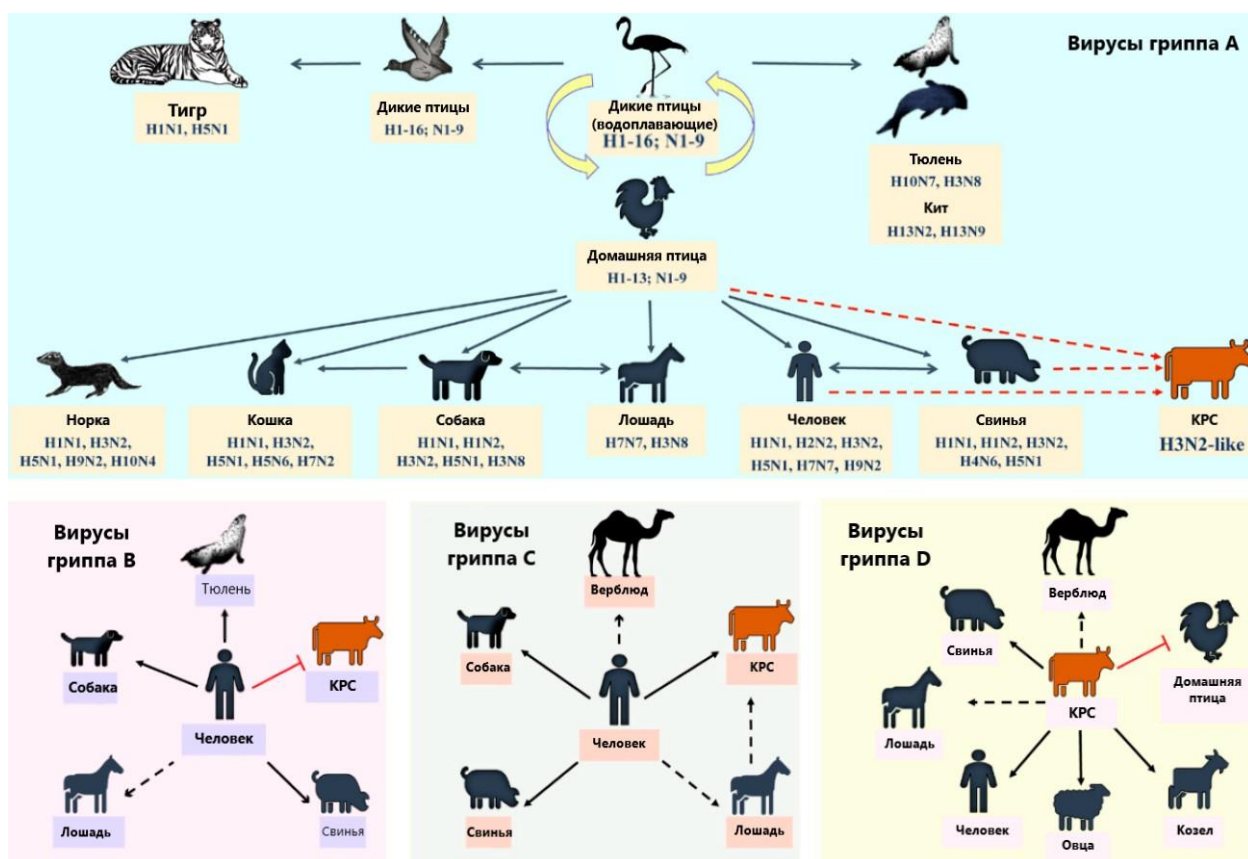 Вирусы гриппа A
Тигр
H1N1, H5N1
Дикие птицы
H1-16; N1-9
Дикие птицы
(водоплавающие)
H1-16; N1-9
Тюлень
H10N7, H3N8
Кит
H13N2, H13N9
Домашняя птица
H1-13; N1-9
Норка
H1N1, H3N2,
H5N1, H9N2, H10N4
Кошка
H1N1, H3N2,
H5N1, H5N6, H7N2
Собака
H1N1, H1N2,
H3N2, H5N1, H3N8
Лошадь
H7N7, H3N8
Человек
H1N1, H2N2, H3N2,
H5N1, H7N7, H9N2
Свинья
H1N1, H1N2, H3N2,
H4N6, H5N1
КРС
H3N2-like
Вирусы
гриппа B
Тюлень
Собака
КРС
Человек
Лошадь
Свинья
Вирусы
гриппа C
Верблюд
Собака
КРС
Человек
Свинья
Лошадь
Вирусы
гриппа D
Верблюд
Свинья
Домашняя
птица
Лошадь
КРС
Человек
Овца
Козел